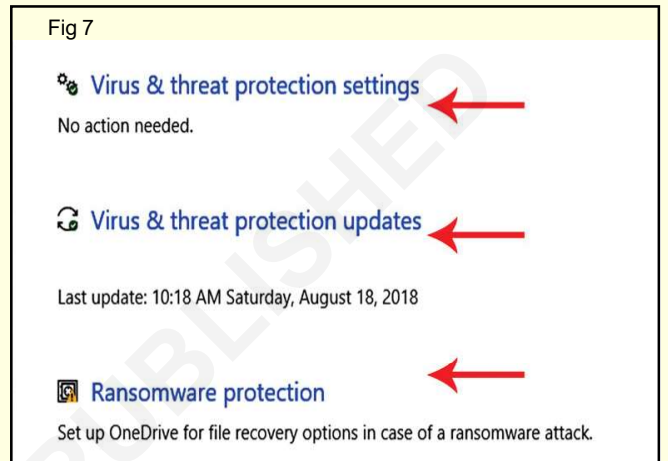 Fig 7
Virus & threat protection settings
No action needed.
Virus & threat protection updates
Last update: 10:18 AM Saturday, August 18, 2018
Ransomware protection
Set up OneDrive for file recovery options in case of a ransomware attack.
PUBLISHED